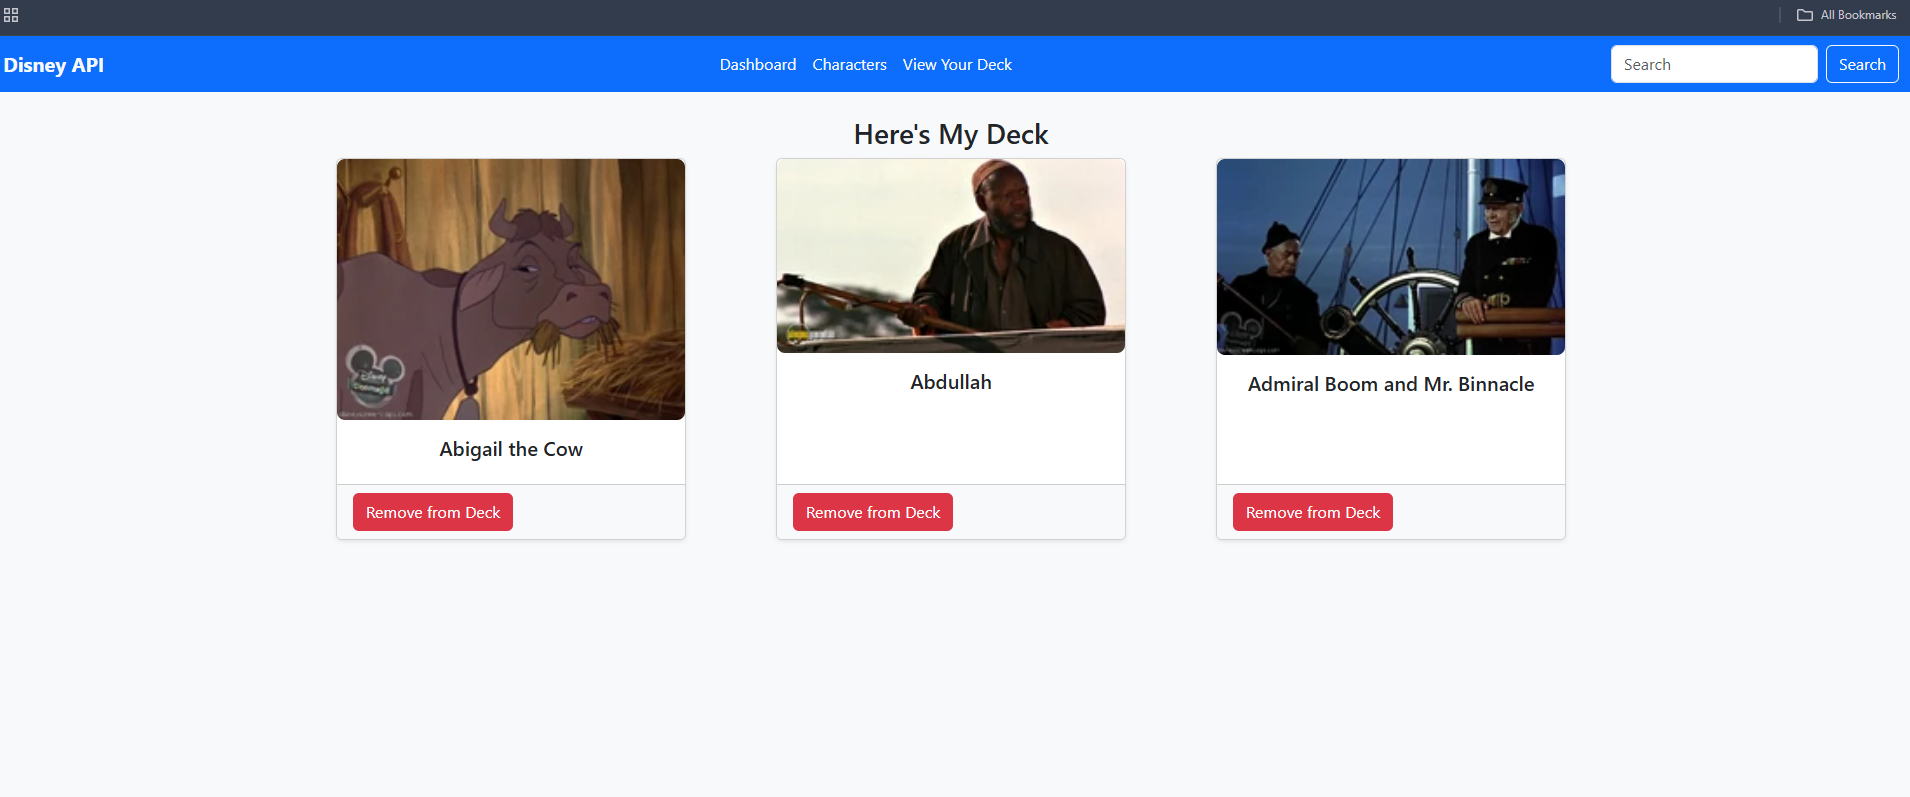 All Bookmarks
Disney API
Dashboard Characters View Your Deck
Search Search
Here's My Deck
Disney
Abigail the Cow
Abdullah
Admiral Boom and Mr. Binnacle
Remove from Deck Remove from Deck Remove from Deck